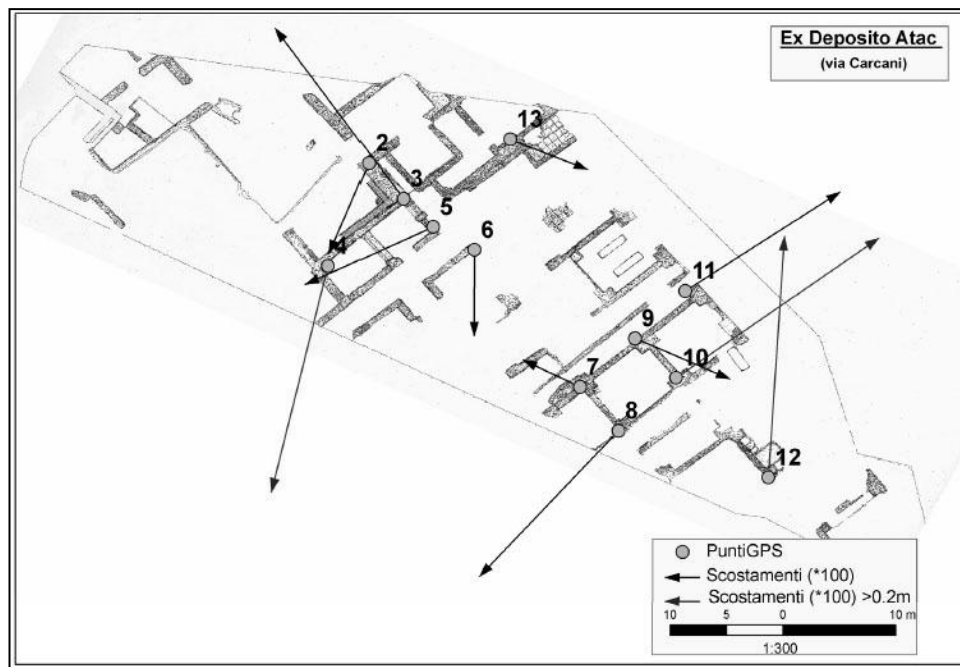 Ex Deposito Atac
(via Carcani)
13
2
3
5
6
4
11
9
10
7
8
12
PuntiGPS
Scostamenti (*100)
Scostamenti (*100) >0.2m
10 5 0 10 m
1:300